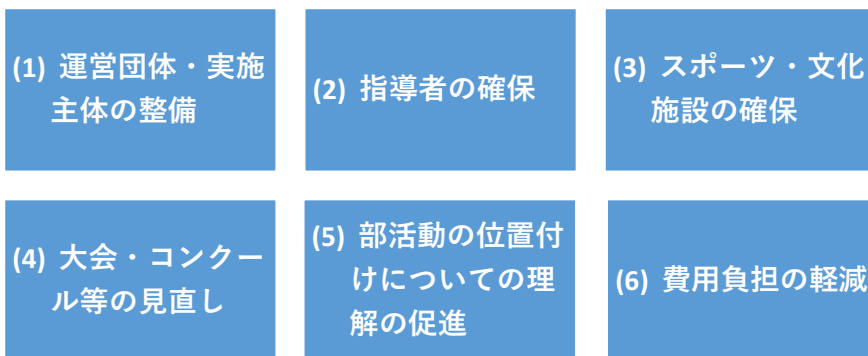 (1) 運営団体・実施
主体の整備
(2) 指導者の確保
(3) スポーツ・文化
施設の確保
(4) 大会・コンクー
ル等の見直し
(5) 部活動の位置付
けについての理
解の促進
(6) 費用負担の軽減